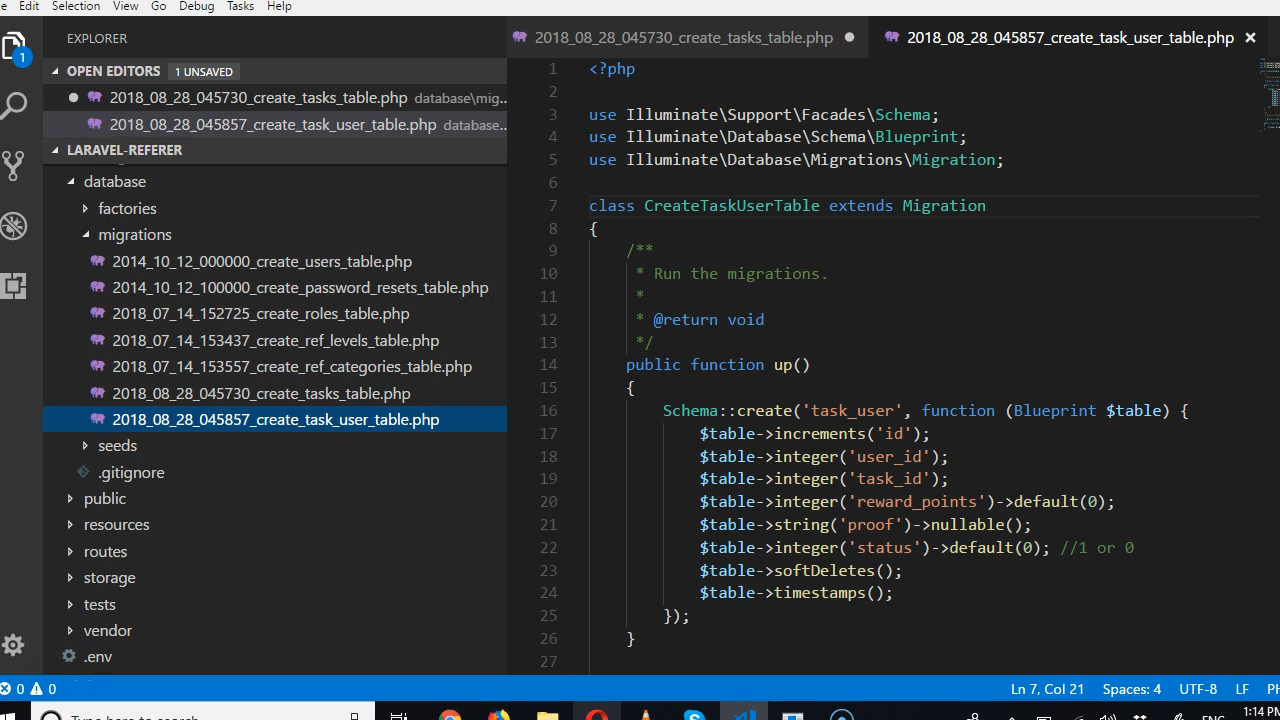 Edit Selection View Go Debug Tasks Help
EXPLORER
OPEN EDITORS 1 UNSAVED
2018_08_28_045730_create_tasks_table.php database\mig...
2018_08_28_045857_create_task_user_table.php database...
LARAVEL-REFERER
database
factories
migrations
2014_10_12_000000_create_users_table.php
2014_10_12_100000_create_password_resets_table.php
2018_07_14_152725_create_roles_table.php
2018_07_14_153437_create_ref_levels_table.php
2018_07_14_153557_create_ref_categories_table.php
2018_08_28_045730_create_tasks_table.php
2018_08_28_045857_create_task_user_table.php
seeds
.gitignore
public
resources
routes
storage
tests
vendor
.env
1
2018_08_28_045730_create_tasks_table.php 2018_08_28_045857_create_task_user_table.php
1 <?php
2
3 use Illuminate\Support\Facades\Schema;
4 use Illuminate\Database\Schema\Blueprint;
5 use Illuminate\Database\Migrations\Migration;
6
7 class CreateTaskUserTable extends Migration
8 {
9 /**
10 * Run the migrations.
11 *
12 * @return void
13 */
14 public function up()
15 {
16 Schema::create('task_user', function (Blueprint $table) {
17 $table->increments('id');
18 $table->integer('user_id');
19 $table->integer('task_id');
20 $table->integer('reward_points')->default(0);
21 $table->string('proof')->nullable();
22 $table->integer('status')->default(0); //1 or 0
23 $table->softDeletes();
24 $table->timestamps();
25 });
26 }
27
0 0 Ln 7, Col 21 Spaces: 4 UTF-8 LF
1:14 PM